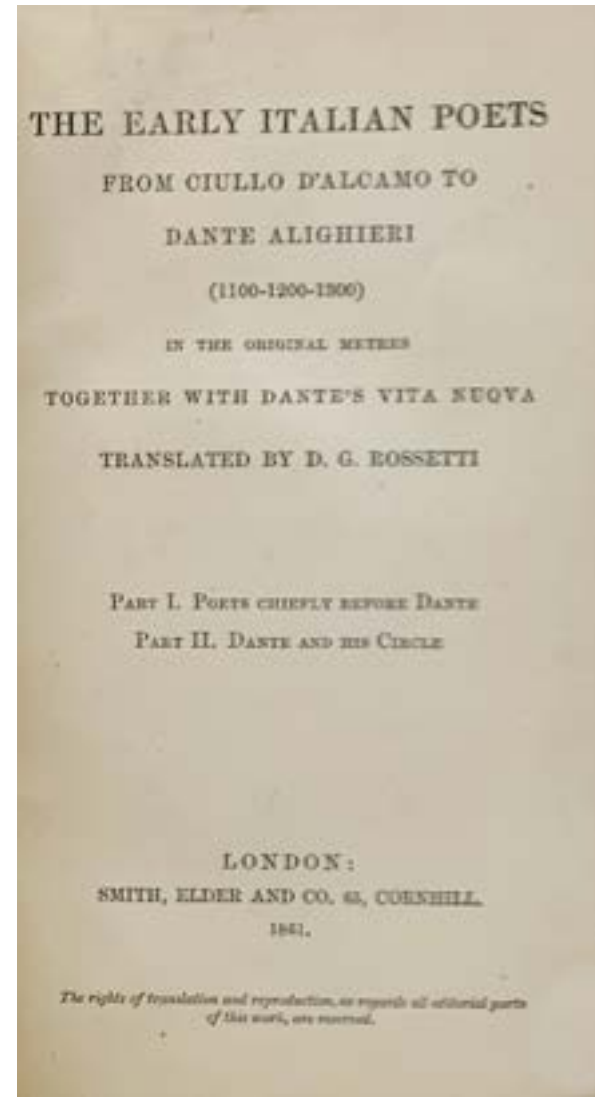 THE EARLY ITALIAN POETS
FROM CIULLO D'ALCAMO TO
DANTE ALIGHIERI
(1100-1200-1300)
IN THE ORIGINAL METRES
TOGETHER WITH DANTE'S VITA NUOVA
TRANSLATED BY D. G. ROSSETTI
PART I. POETS CHIEFLY BEFORE DANTE
PART II. DANTE AND HIS CIRCLE
LONDON:
SMITH, ELDER AND CO. 65, CORNHILL.
1861.
The rights of translation and reproduction, as regards all editorial parts
of this work, are reserved.